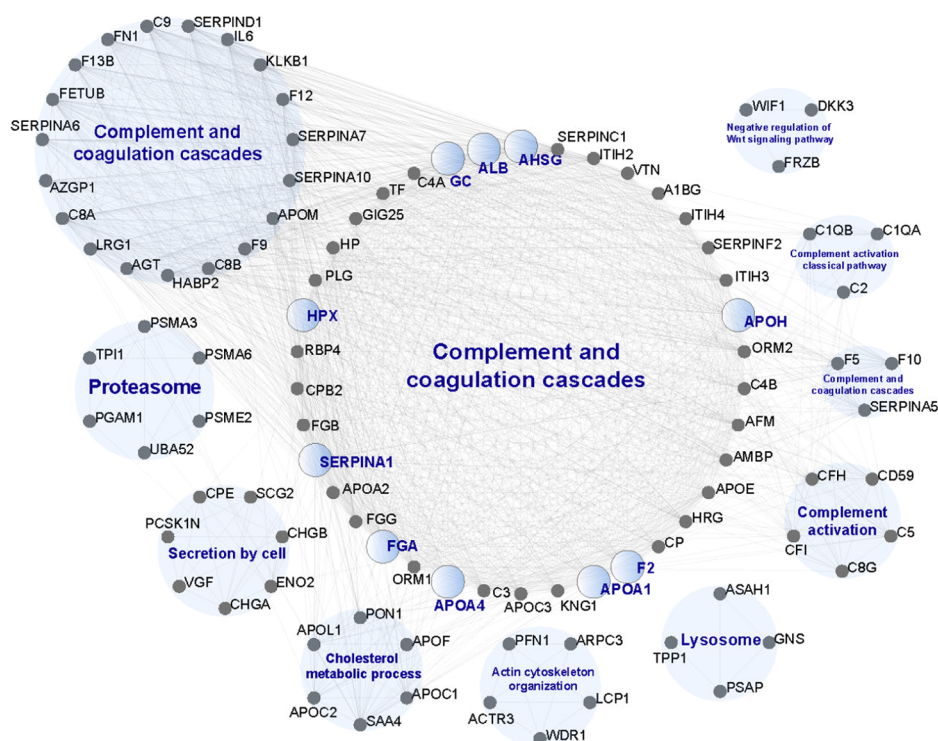 C9
SERPIND1
FN1
IL6
F13B
KLKB1
FETUB
F12
SERPINA6
SERPINA7
Complement and
coagulation cascades
AZGP1
SERPINA10
C8A
APOM
LRG1
F9
AGT
C8B
HABP2
WIF1
DKK3
Negative regulation of
Wnt signaling pathway
FRZB
C1QB
C1QA
Complement activation
classical pathway
C2
F5
F10
Complement and
coagulation cascades
SERPINA5
CFH
CD59
Complement
activation
CFI
C5
C8G
C4A
GC
ALB
AHSG
SERPINC1
ITIH2
VTN
A1BG
ITIH4
SERPINF2
ITIH3
APOH
ORM2
C4B
AFM
AMBP
APOE
HRG
CP
F2
APOA1
KNG1
APOC3
C3
APOA4
ORM1
FGA
FGG
APOA2
SERPINA1
FGB
CPB2
RBP4
HPX
PLG
HP
GIG25
TF
Complement and
coagulation cascades
PSMA3
TPI1
PSMA6
Proteasome
PGAM1
PSME2
UBA52
CPE
SCG2
PCSK1N
CHGB
Secretion by cell
VGF
ENO2
CHGA
PON1
APOL1
APOF
Cholesterol
metabolic process
APOC2
APOC1
SAA4
PFN1
ARPC3
Actin cytoskeleton
organization
ACTR3
LCP1
WDR1
ASAH1
Lysosome
TPP1
GNS
PSAP